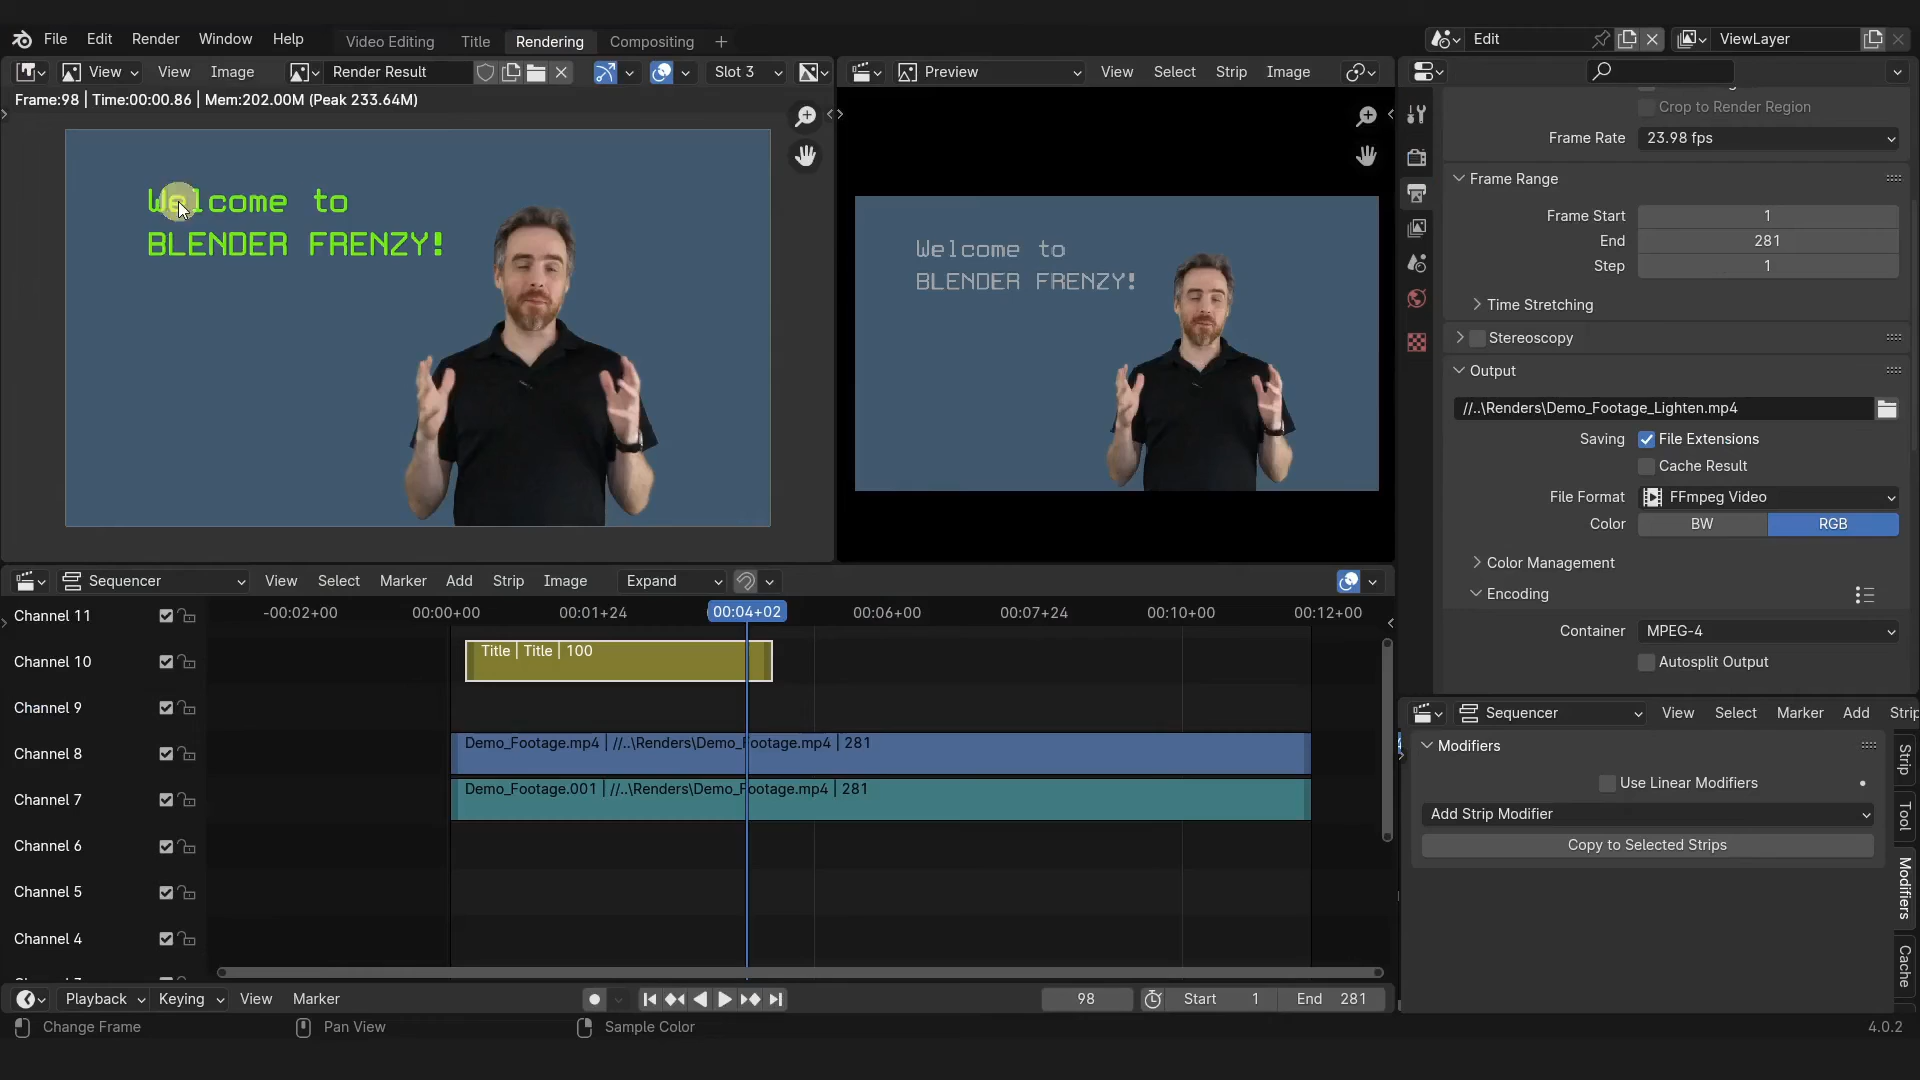 File Edit Render Window Help Video Editing Title Rendering Compositing Edit ViewLayer
View View Image Render Result Slot 3 Preview View Select Strip Image
Frame:98 | Time:00:00.86 | Mem:202.00M (Peak 233.64M)
Welcome to
BLENDER FRENZY!
Welcome to
BLENDER FRENZY!
Crop to Render Region
Frame Rate 23.98 fps
Frame Range
Frame Start 1
End 281
Step 1
Time Stretching
Stereoscopy
Output
//..\Renders\Demo_Footage_Lighten.mp4
Saving File Extensions
Cache Result
File Format FFmpeg Video
Color BW RGB
Color Management
Encoding
Container MPEG-4
Autosplit Output
Sequencer View Select Marker Add Strip Image Expand
-00:02+00 00:00+00 00:01+24 00:04+02 00:06+00 00:07+24 00:10+00 00:12+00
Channel 11
Channel 10
Channel 9
Channel 8
Channel 7
Channel 6
Channel 5
Channel 4
Title | Title | 100
Demo_Footage.mp4 | //..\Renders\Demo_Footage.mp4 | 281
Demo_Footage.001 | //..\Renders\Demo_Footage.mp4 | 281
Sequencer View Select Marker Add Strip
Modifiers
Use Linear Modifiers
Add Strip Modifier
Copy to Selected Strips
Strip
Tool
Modifiers
Cache
Playback Keying View Marker 98 Start 1 End 281
Change Frame Pan View Sample Color 4.0.2